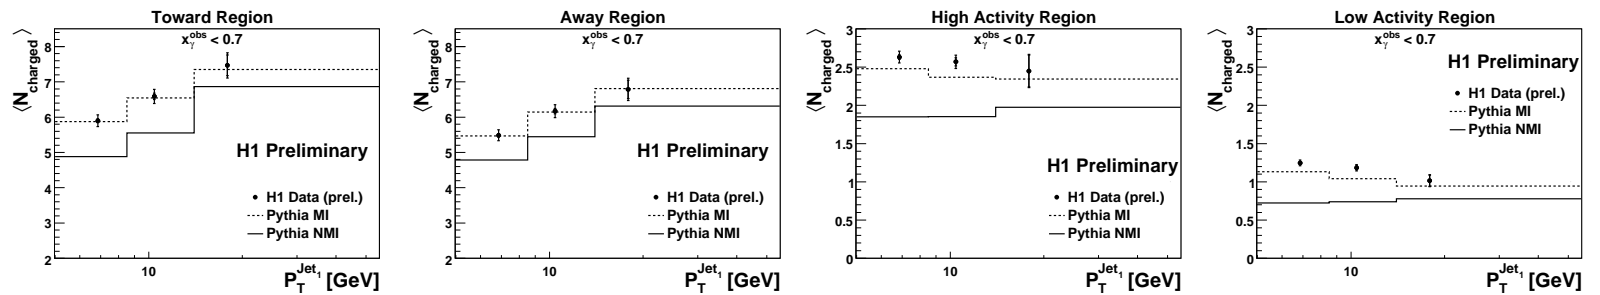 Toward Region
x_γ^obs < 0.7
⟨N_charged⟩
8
7
6
5
4
3
2
H1 Preliminary
H1 Data (prel.)
Pythia MI
Pythia NMI
10
P_T^Jet_1 [GeV]
Away Region
x_γ^obs < 0.7
⟨N_charged⟩
8
7
6
5
4
3
2
H1 Preliminary
H1 Data (prel.)
Pythia MI
Pythia NMI
10
P_T^Jet_1 [GeV]
High Activity Region
x_γ^obs < 0.7
⟨N_charged⟩
3
2.5
2
1.5
1
0.5
0
H1 Preliminary
H1 Data (prel.)
Pythia MI
Pythia NMI
10
P_T^Jet_1 [GeV]
Low Activity Region
x_γ^obs < 0.7
⟨N_charged⟩
3
2.5
2
1.5
1
0.5
0
H1 Preliminary
H1 Data (prel.)
Pythia MI
Pythia NMI
10
P_T^Jet_1 [GeV]